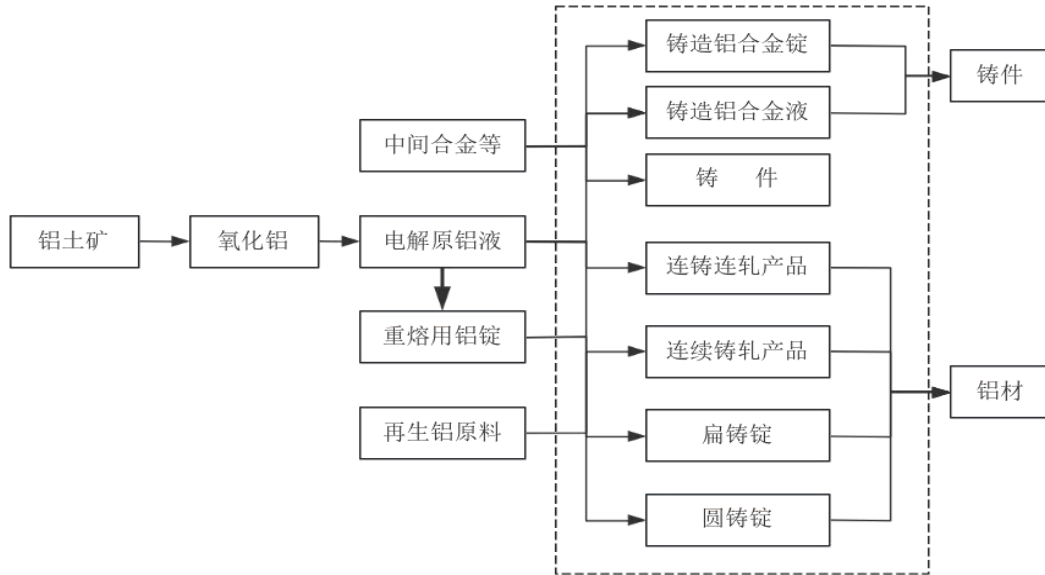 铸造铝合金锭
铸件
铸造铝合金液
中间合金等
铸 件
铝土矿
氧化铝
电解原铝液
连铸连轧产品
重熔用铝锭
连续铸轧产品
铝材
再生铝原料
扁铸锭
圆铸锭